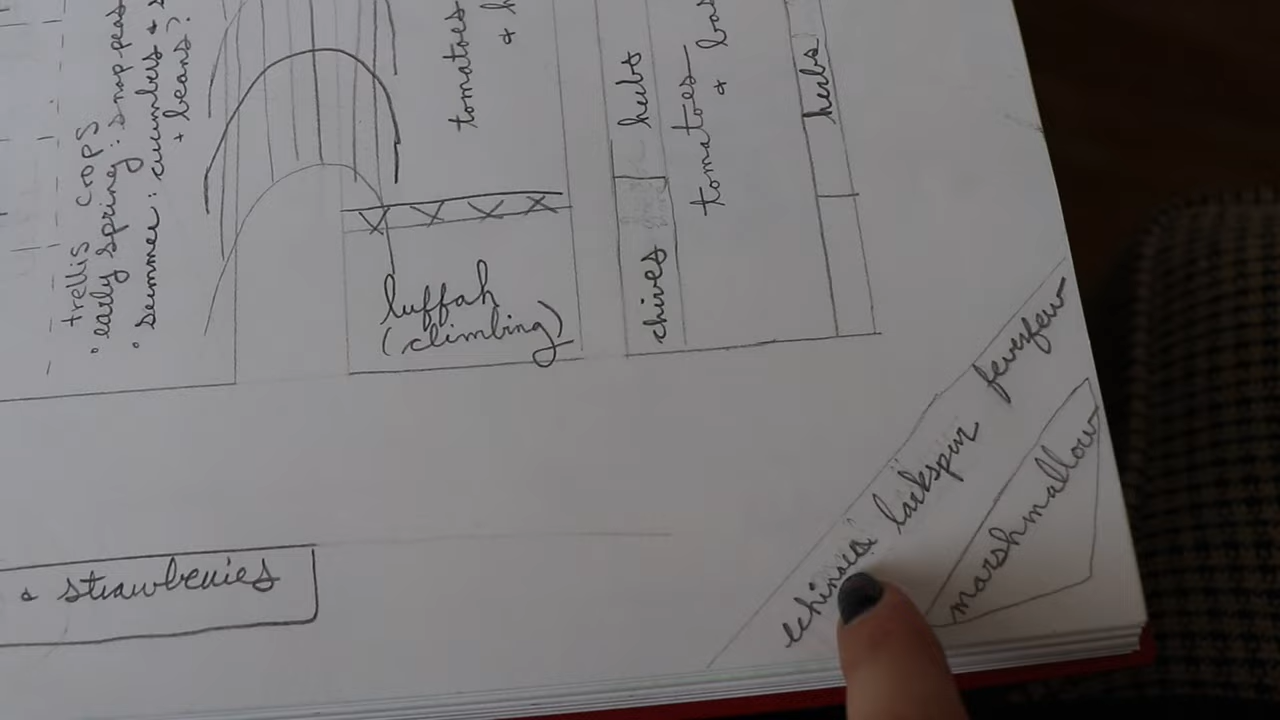 trellis crops
• early spring: snap peas
• summer: cucumbers &
+ beans?
tomatoes
&
luffah
(climbing)
herbs
chives
tomatoes
&
herbs
feverfew
larkspur
echinacea
marshmallow
& strawberries